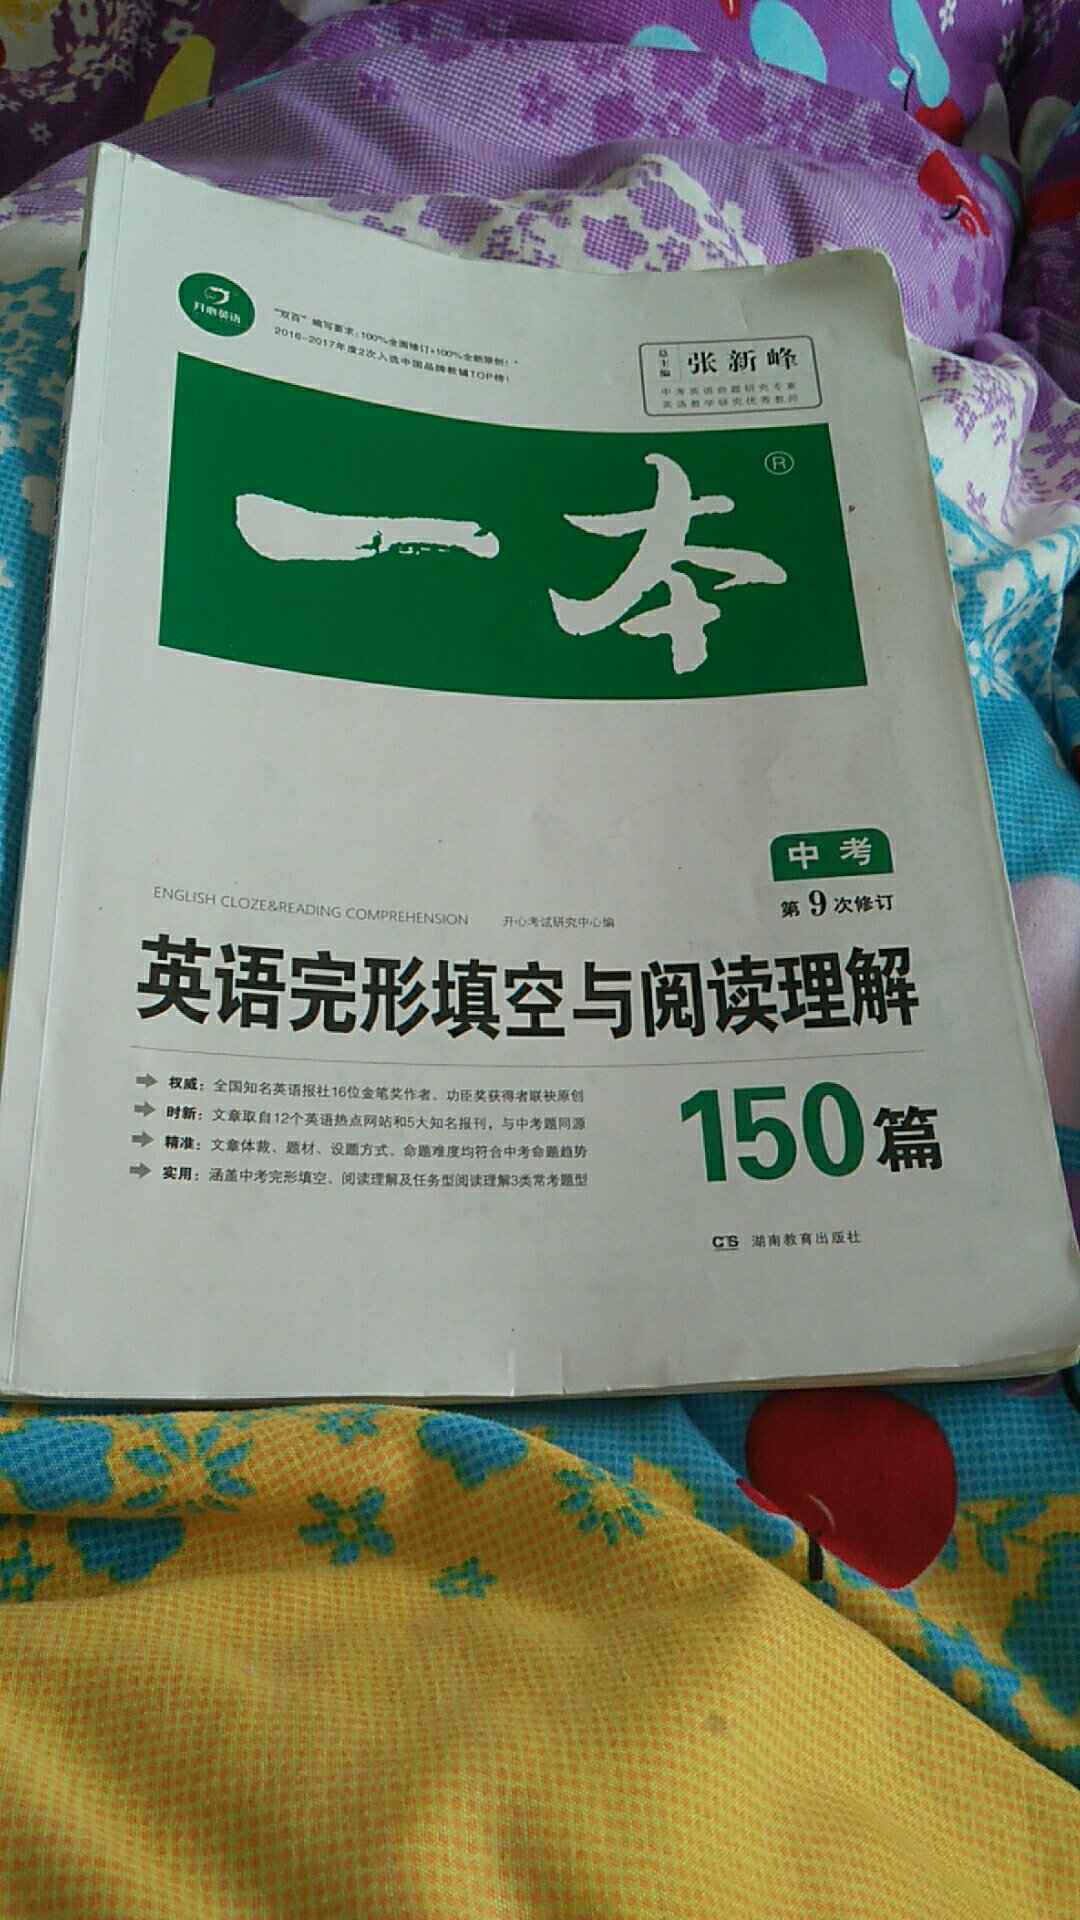 开心英语
"双百"编写要求:100%全面修订+100%全新原创!
2016-2017年度2次入选中国品牌教辅TOP榜!
总主编 张新峰
中考英语命题研究专家
英语教学研究优秀教师
一本®
中考
第9次修订
ENGLISH CLOZE&READING COMPREHENSION 开心考试研究中心编
英语完形填空与阅读理解
150篇
权威:全国知名英语报社16位金笔奖作者、功臣奖获得者联袂原创
时新:文章取自12个英语热点网站和5大知名报刊,与中考题同源
精准:文章体裁、题材、设题方式、命题难度均符合中考命题趋势
实用:涵盖中考完形填空、阅读理解及任务型阅读理解3类常考题型
湖南教育出版社